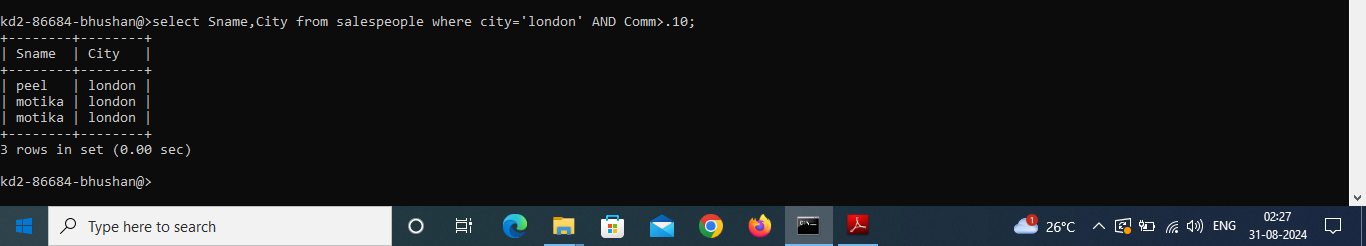 kd2-86684-bhushan@>select Sname,City from salespeople where city='london' AND Comm>.10;
+--------+--------+
| Sname  | City   |
+--------+--------+
| peel   | london |
| motika | london |
| motika | london |
+--------+--------+
3 rows in set (0.00 sec)
kd2-86684-bhushan@>
Type here to search
1
26°C
ENG
02:27
31-08-2024